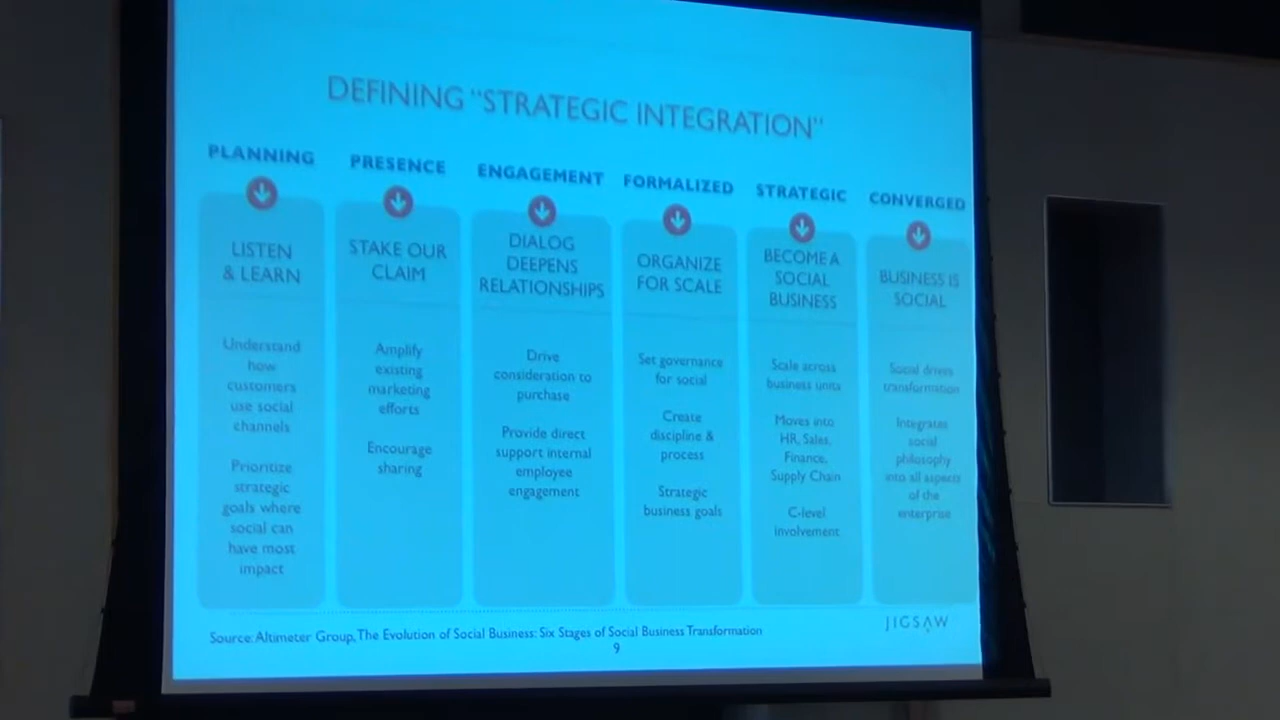 DEFINING "STRATEGIC INTEGRATION"
PLANNING
LISTEN
& LEARN
Understand
how
customers
use social
channels
Prioritize
strategic
goals where
social can
have most
impact
PRESENCE
STAKE OUR
CLAIM
Amplify
existing
marketing
efforts
Encourage
sharing
ENGAGEMENT
DIALOG
DEEPENS
RELATIONSHIPS
Drive
consideration to
purchase
Provide direct
support internal
employee
engagement
FORMALIZED
ORGANIZE
FOR SCALE
Set governance
for social
Create
discipline &
process
Strategic
business goals
STRATEGIC
BECOME A
SOCIAL
BUSINESS
Scale across
business units
Moves into
HR, Sales,
Finance,
Supply Chain
C-level
involvement
CONVERGED
BUSINESS IS
SOCIAL
Social drives
transformation
Integrates
social
philosophy
into all aspects
of the
enterprise
Source: Altimeter Group, The Evolution of Social Business: Six Stages of Social Business Transformation
9
JIGSAW